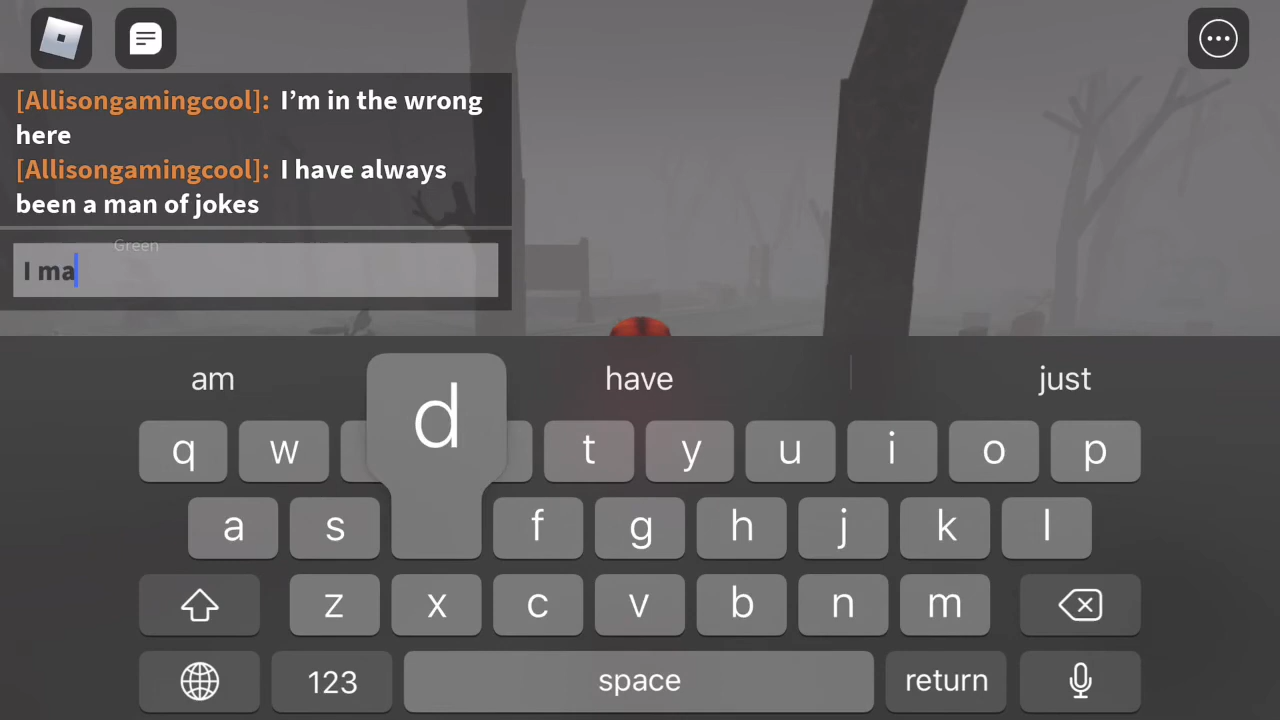 [Allisongamingcool]: I’m in the wrong
here
[Allisongamingcool]: I have always
been a man of jokes
Green
I ma
am have just
d
q w t y u i o p
a s f g h j k l
z x c v b n m
123 space return